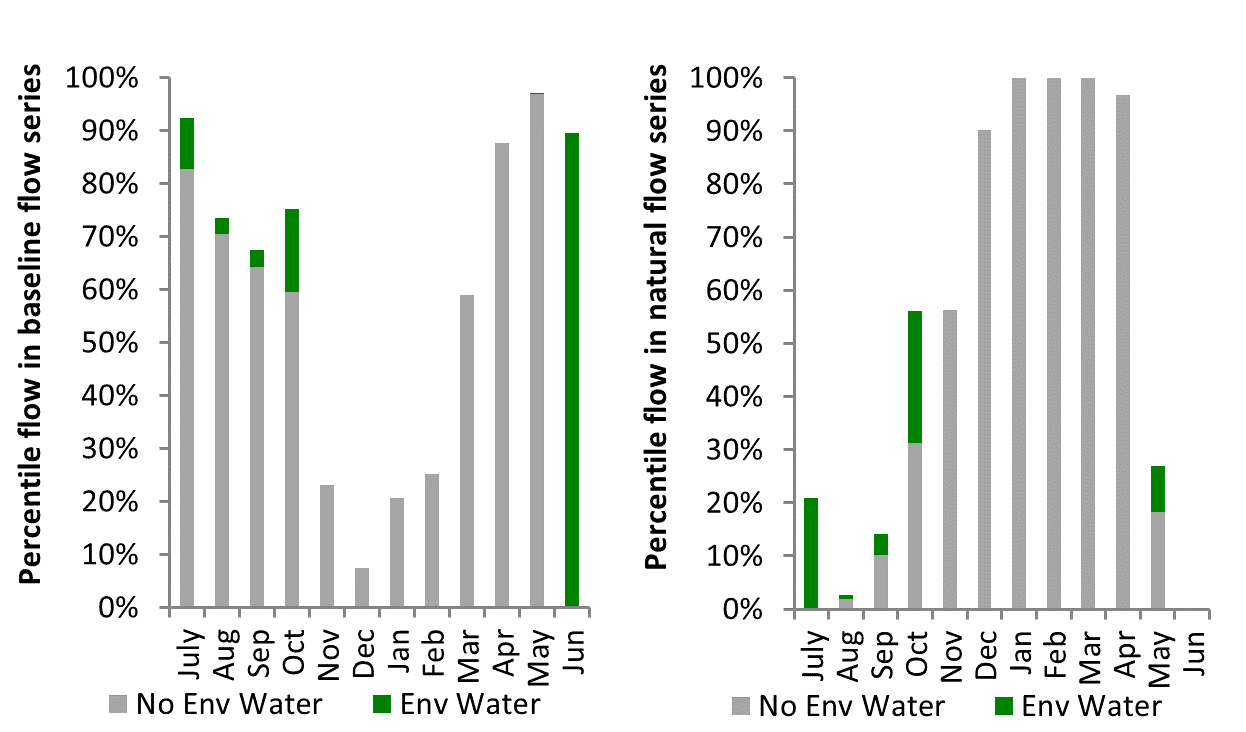 Percentile flow in baseline flow series
100%
90%
80%
70%
60%
50%
40%
30%
20%
10%
0%
July
Aug
Sep
Oct
Nov
Dec
Jan
Feb
Mar
Apr
May
Jun
No Env Water
Env Water
Percentile flow in natural flow series
100%
90%
80%
70%
60%
50%
40%
30%
20%
10%
0%
July
Aug
Sep
Oct
Nov
Dec
Jan
Feb
Mar
Apr
May
Jun
No Env Water
Env Water